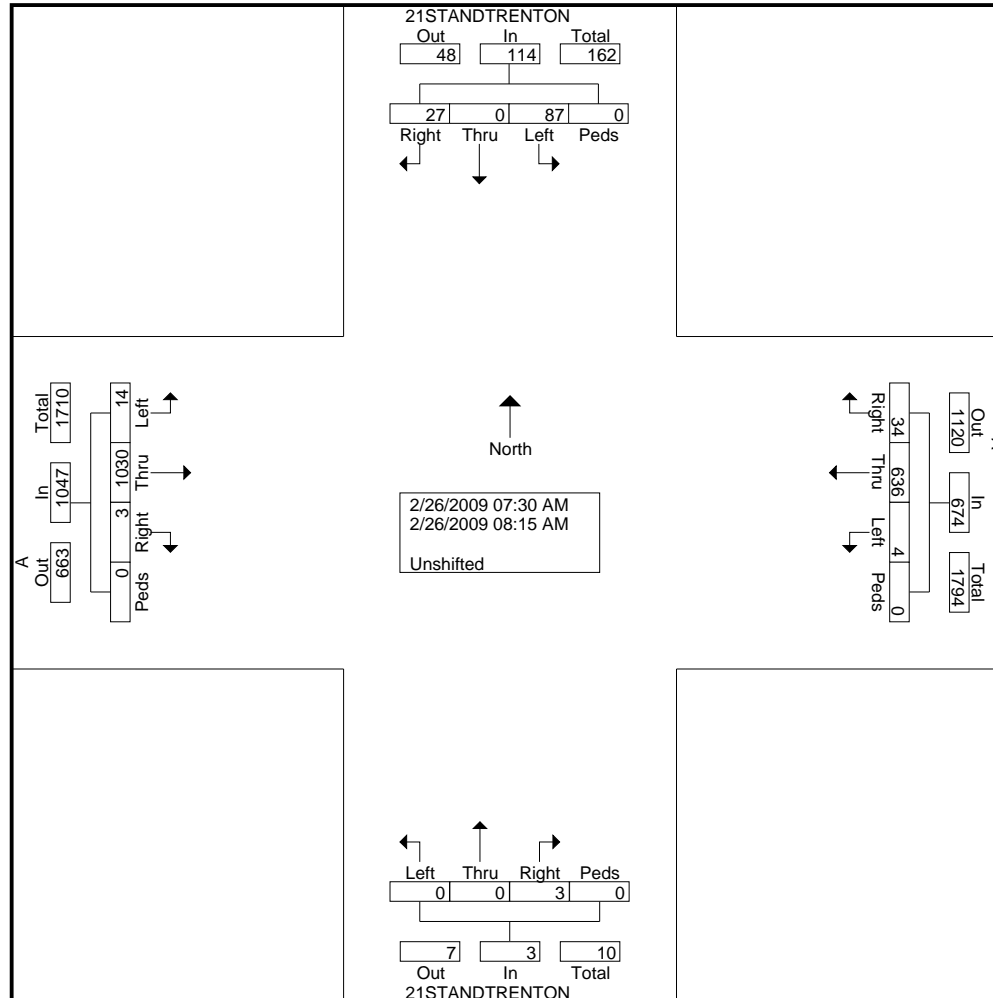 21STANDTRENTON
Out In Total
48 114 162
27 0 87 0
Right Thru Left Peds
Total 1710
In 1047
Out 663
A
Left 14
Thru 1030
Right 3
Peds 0
North
2/26/2009 07:30 AM
2/26/2009 08:15 AM
Unshifted
Right 34
Thru 636
Left 4
Peds 0
Out 1120
In 674
Total 1794
Left Thru Right Peds
0 0 3 0
7 3 10
Out In Total
21STANDTRENTON